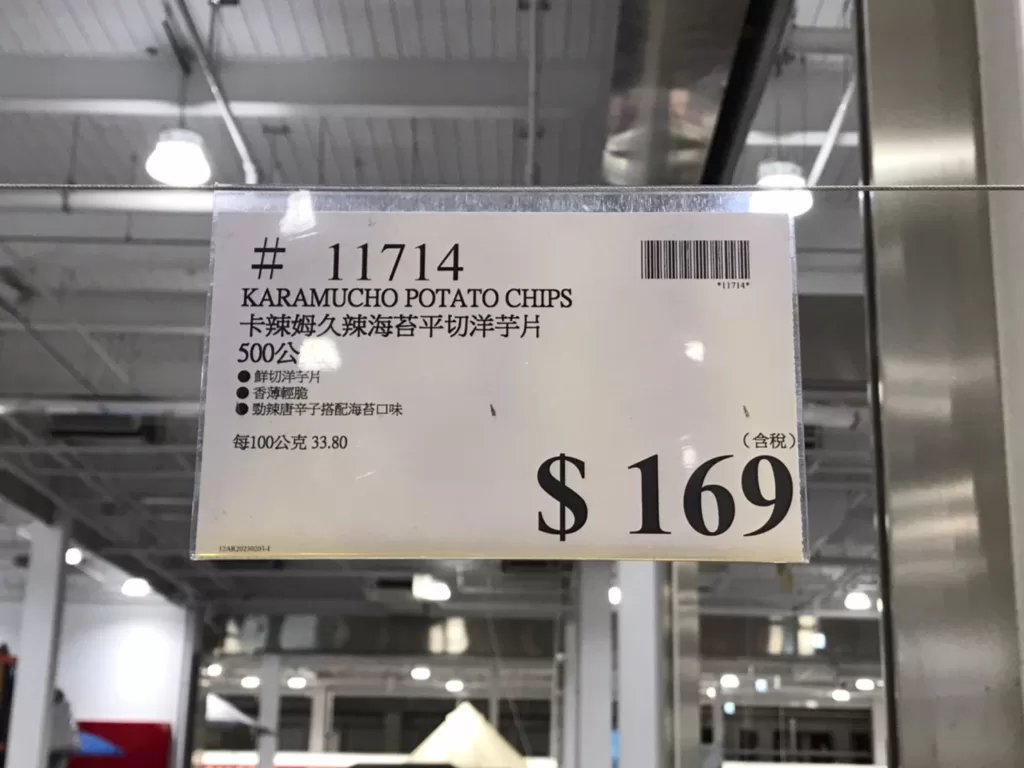 # 11714
*11714*
KARAMUCHO POTATO CHIPS
卡辣姆久辣海苔平切洋芋片
500公
● 鮮切洋芋片
● 香薄輕脆
● 勁辣唐辛子搭配海苔口味
每100公克 33.80
(含稅)
$ 169